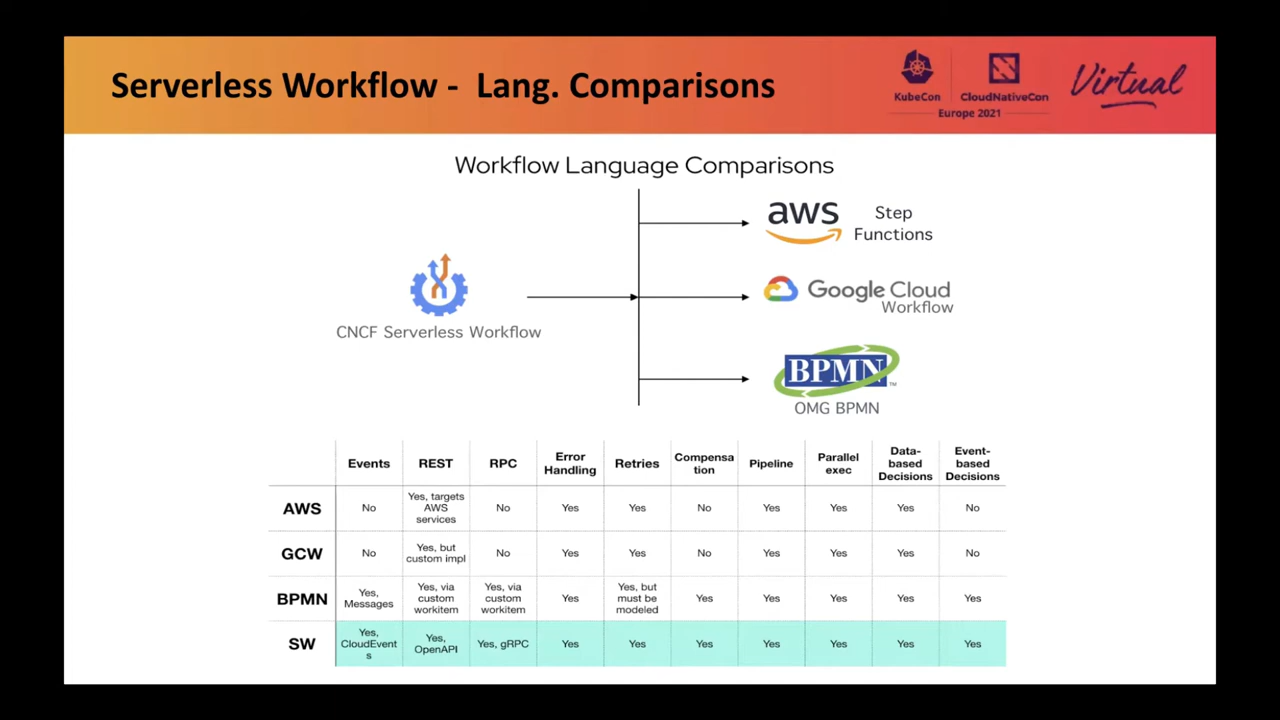 Serverless Workflow - Lang. Comparisons
KubeCon
CloudNativeCon
Europe 2021
Virtual
Workflow Language Comparisons
aws
Step
Functions
Google Cloud
Workflow
CNCF Serverless Workflow
BPMN
TM
OMG BPMN
Events REST RPC Error Handling Retries Compensa tion Pipeline Parallel exec Data-based Decisions Event-based Decisions
AWS No Yes, targets AWS services No Yes Yes No Yes Yes Yes No
GCW No Yes, but custom impl No Yes Yes No Yes Yes Yes No
BPMN Yes, Messages Yes, via custom workitem Yes, via custom workitem Yes Yes, but must be modeled Yes Yes Yes Yes Yes
SW Yes, CloudEvent s Yes, OpenAPI Yes, gRPC Yes Yes Yes Yes Yes Yes Yes